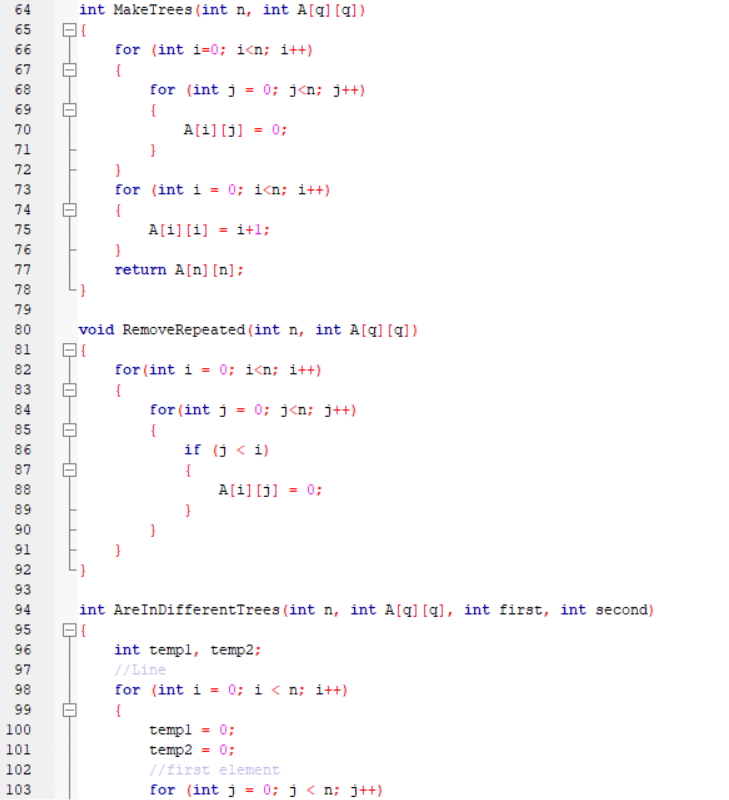 64 int MakeTrees(int n, int A[q][q])
65 {
66 for (int i=0; i<n; i++)
67 {
68 for (int j = 0; j<n; j++)
69 {
70 A[i][j] = 0;
71 }
72 }
73 for (int i = 0; i<n; i++)
74 {
75 A[i][i] = i+1;
76 }
77 return A[n][n];
78 }
79
80 void RemoveRepeated(int n, int A[q][q])
81 {
82 for(int i = 0; i<n; i++)
83 {
84 for(int j = 0; j<n; j++)
85 {
86 if (j < i)
87 {
88 A[i][j] = 0;
89 }
90 }
91 }
92 }
93
94 int AreInDifferentTrees(int n, int A[q][q], int first, int second)
95 {
96 int temp1, temp2;
97 //Line
98 for (int i = 0; i < n; i++)
99 {
100 temp1 = 0;
101 temp2 = 0;
102 //first element
103 for (int j = 0; j < n; j++)